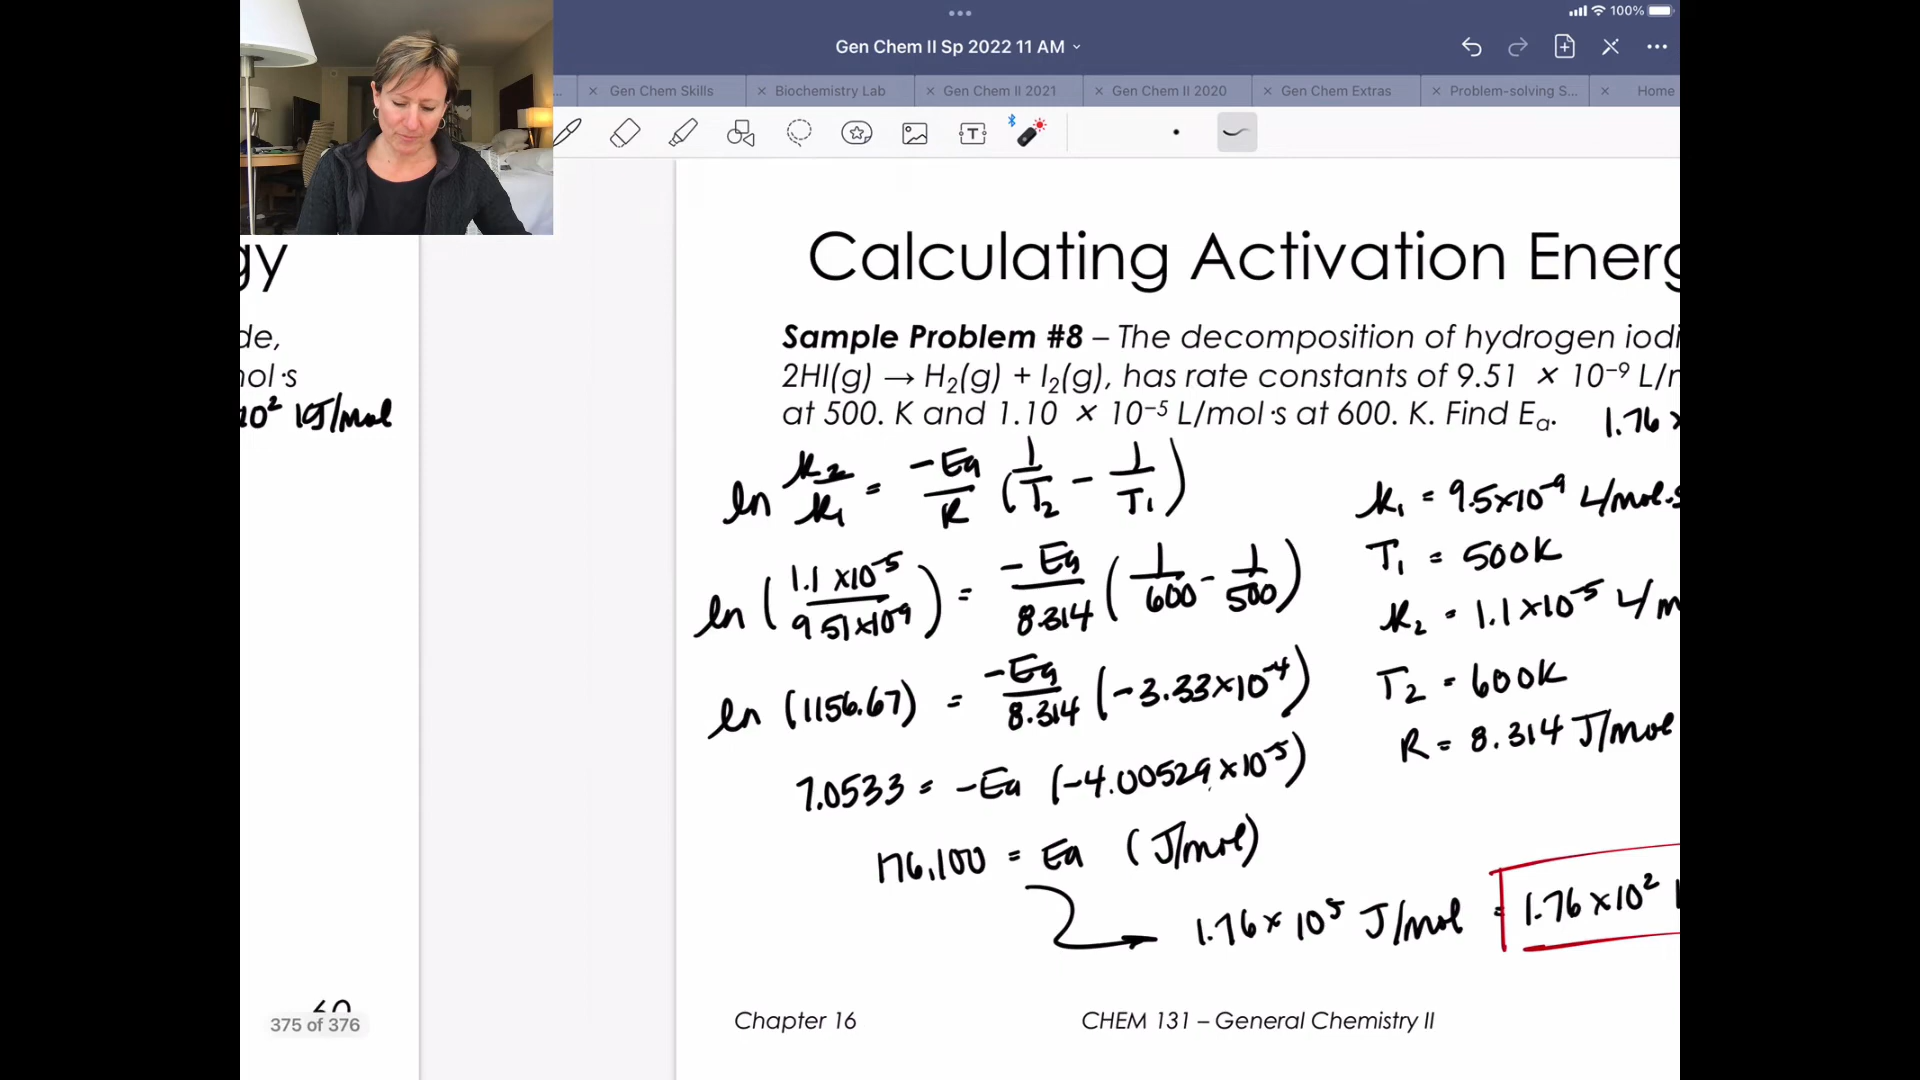 100%
Gen Chem II Sp 2022 11 AM
... × Gen Chem Skills × Biochemistry Lab × Gen Chem II 2021 × Gen Chem II 2020 × Gen Chem Extras × Problem-solving S... × Home
T
gy
de,
nol·s
10² KJ/mol
60
375 of 376
Calculating Activation Energ
Sample Problem #8 – The decomposition of hydrogen iodi
2HI(g) → H₂(g) + I₂(g), has rate constants of 9.51 × 10⁻⁹ L/m
at 500. K and 1.10 × 10⁻⁵ L/mol·s at 600. K. Find Eₐ.
1.76 ×
ln k₂/k₁ = -Ea/R (1/T₂ - 1/T₁)
k₁ = 9.5×10⁻⁹ L/mol·s
T₁ = 500K
ln (1.1×10⁻⁵/9.51×10⁻⁹) = -Ea/8.314 (1/600 - 1/500)
k₂ = 1.1×10⁻⁵ L/m
ln (1156.67) = -Ea/8.314 (-3.33×10⁻⁴)
T₂ = 600K
R = 8.314 J/mol
7.0533 = -Ea (-4.00529×10⁻⁵)
176,100 = Ea (J/mol)
1.76×10⁵ J/mol = 1.76×10²
Chapter 16
CHEM 131 – General Chemistry II